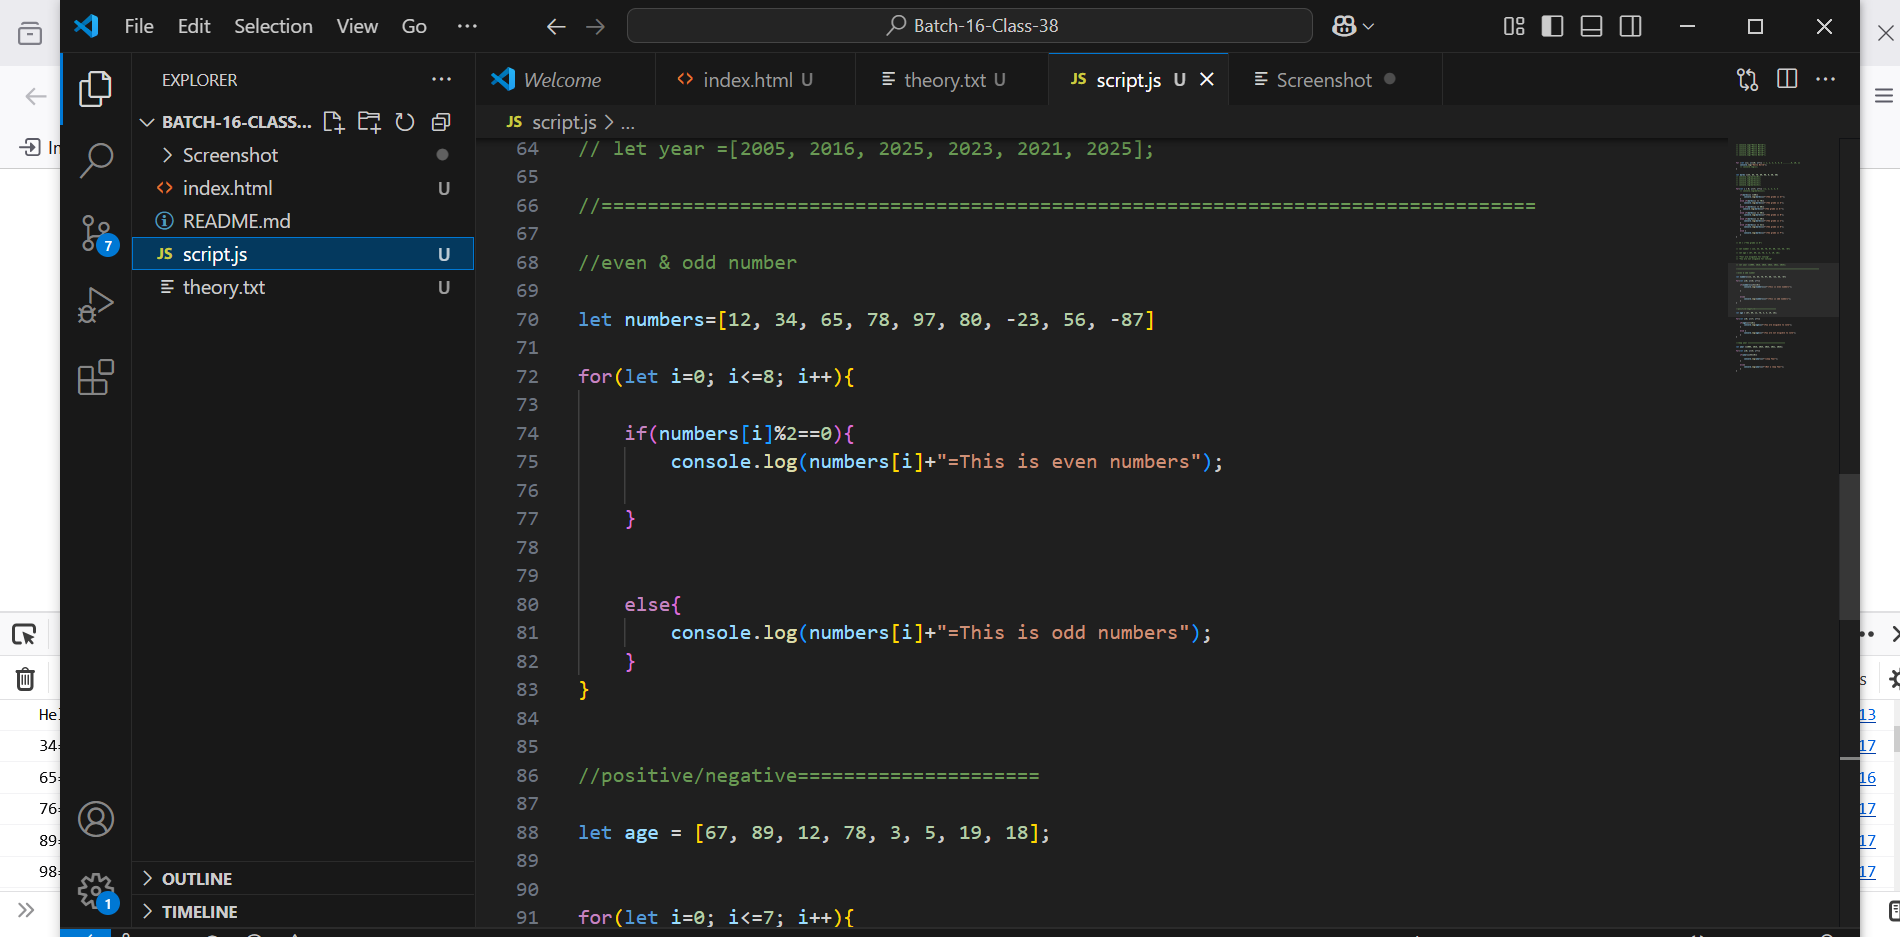 File Edit Selection View Go ··· Batch-16-Class-38
EXPLORER ···
BATCH-16-CLASS...
Screenshot
index.html U
README.md
JS script.js U
theory.txt U
OUTLINE
TIMELINE
7
1
Welcome index.html U theory.txt U JS script.js U Screenshot
JS script.js > ...
64 // let year =[2005, 2016, 2025, 2023, 2021, 2025];
65
66 //=================================================================================
67
68 //even & odd number
69
70 let numbers=[12, 34, 65, 78, 97, 80, -23, 56, -87]
71
72 for(let i=0; i<=8; i++){
73
74 if(numbers[i]%2==0){
75 console.log(numbers[i]+"=This is even numbers");
76
77 }
78
79
80 else{
81 console.log(numbers[i]+"=This is odd numbers");
82 }
83 }
84
85
86 //positive/negative=====================
87
88 let age = [67, 89, 12, 78, 3, 5, 19, 18];
89
90
91 for(let i=0; i<=7; i++){
34
65
76
89
98
13
17
16
17
17
17